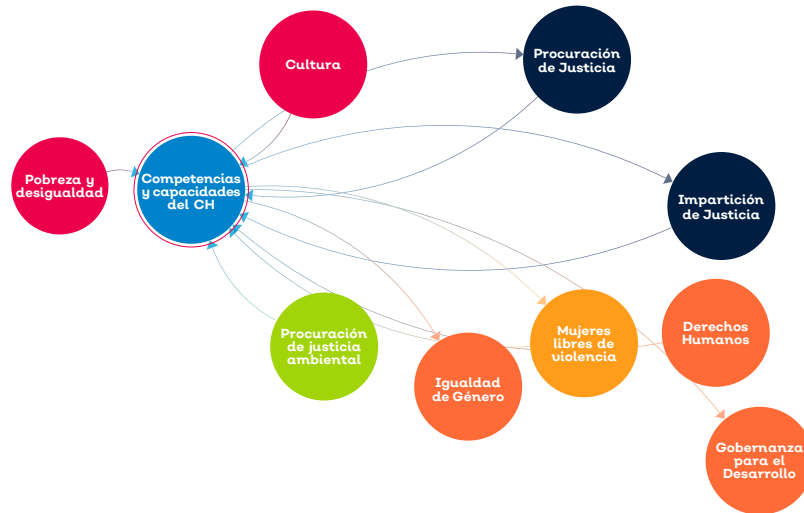 Cultura
Procuración
de Justicia
Pobreza y
desigualdad
Competencias
y capacidades
del CH
Impartición
de Justicia
Procuración
de justicia
ambiental
Igualdad
de Género
Mujeres
libres de
violencia
Derechos
Humanos
Gobernanza
para el
Desarrollo